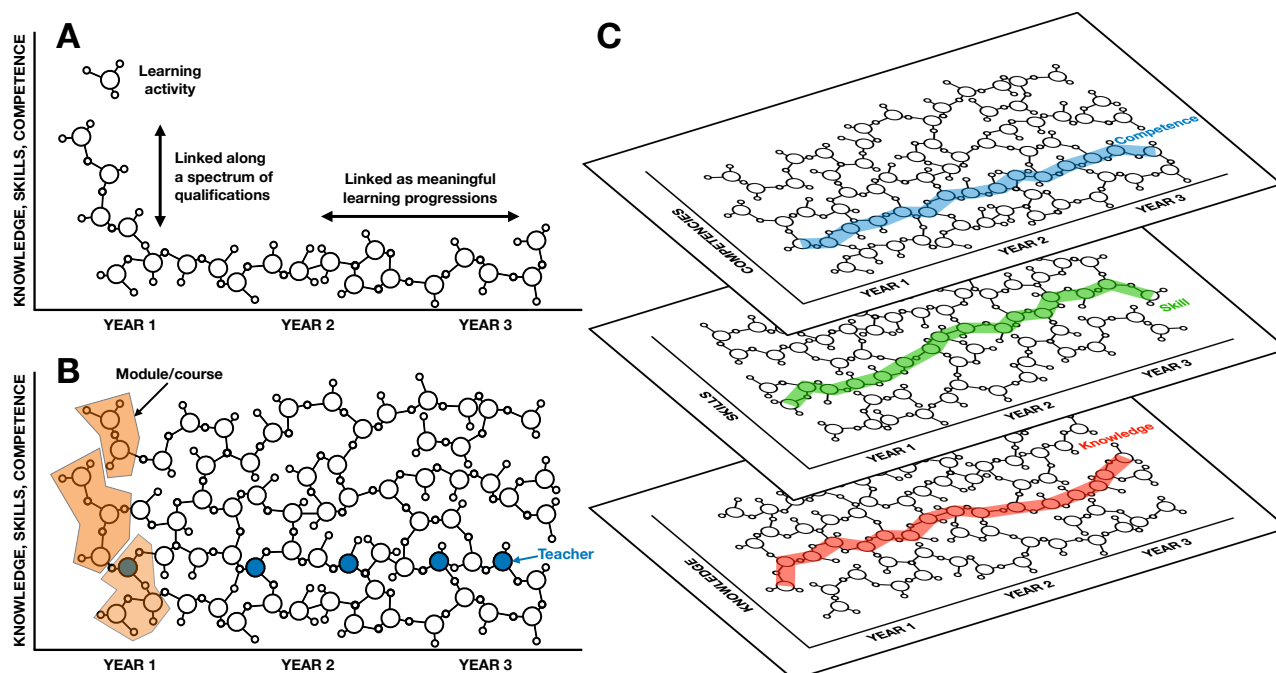 A
KNOWLEDGE, SKILLS, COMPETENCE
Learning
activity
Linked along
a spectrum of
qualifications
Linked as meaningful
learning progressions
YEAR 1
YEAR 2
YEAR 3
B
KNOWLEDGE, SKILLS, COMPETENCE
Module/course
Teacher
YEAR 1
YEAR 2
YEAR 3
C
Competence
COMPETENCIES
YEAR 1
YEAR 2
YEAR 3
Skill
SKILLS
YEAR 1
YEAR 2
YEAR 3
Knowledge
KNOWLEDGE
YEAR 1
YEAR 2
YEAR 3